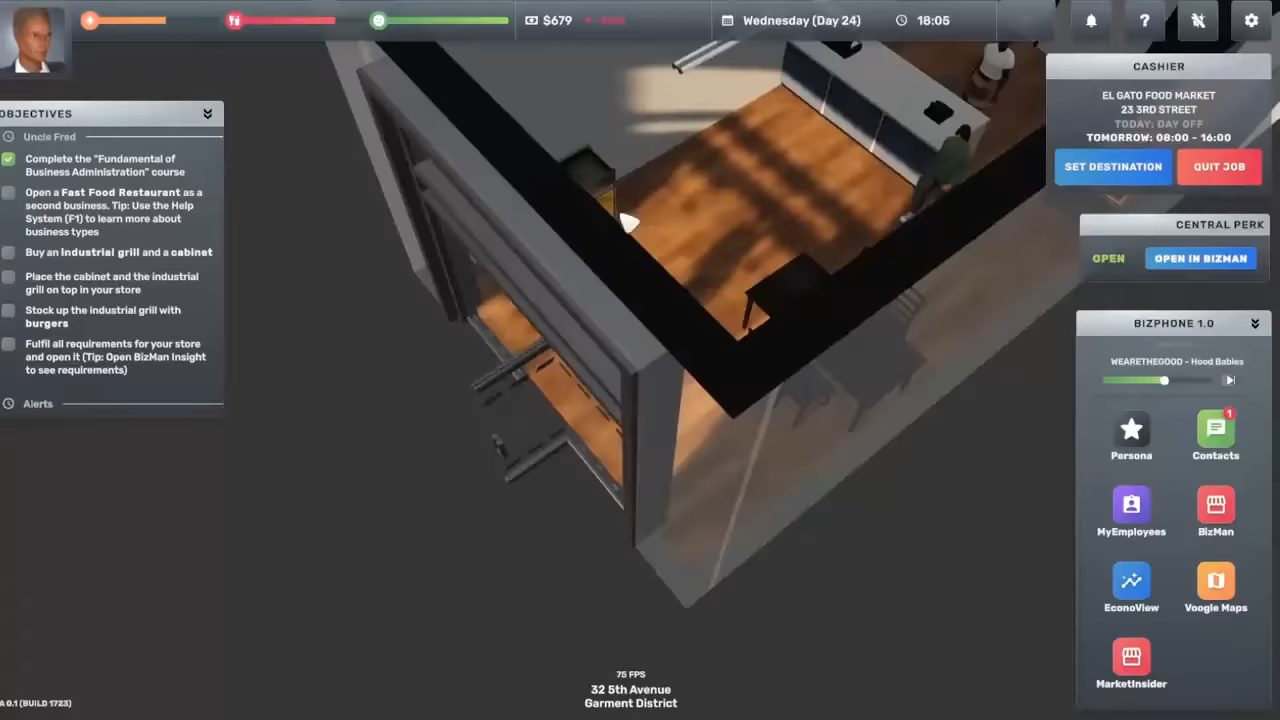 $679
Wednesday (Day 24)
18:05
?
OBJECTIVES
Uncle Fred
Complete the "Fundamental of
Business Administration" course
Open a Fast Food Restaurant as a
second business. Tip: Use the Help
System (F1) to learn more about
business types
Buy an industrial grill and a cabinet
Place the cabinet and the industrial
grill on top in your store
Stock up the industrial grill with
burgers
Fulfil all requirements for your store
and open it (Tip: Open BizMan Insight
to see requirements)
Alerts
CASHIER
EL GATO FOOD MARKET
23 3RD STREET
TODAY: DAY OFF
TOMORROW: 08:00 - 16:00
SET DESTINATION
QUIT JOB
CENTRAL PERK
OPEN
OPEN IN BIZMAN
BIZPHONE 1.0
WEARETHEGOOD - Hood Babies
Persona
1
Contacts
MyEmployees
BizMan
EconoView
Voogle Maps
MarketInsider
75 FPS
32 5th Avenue
Garment District
A 0.1 (BUILD 1723)